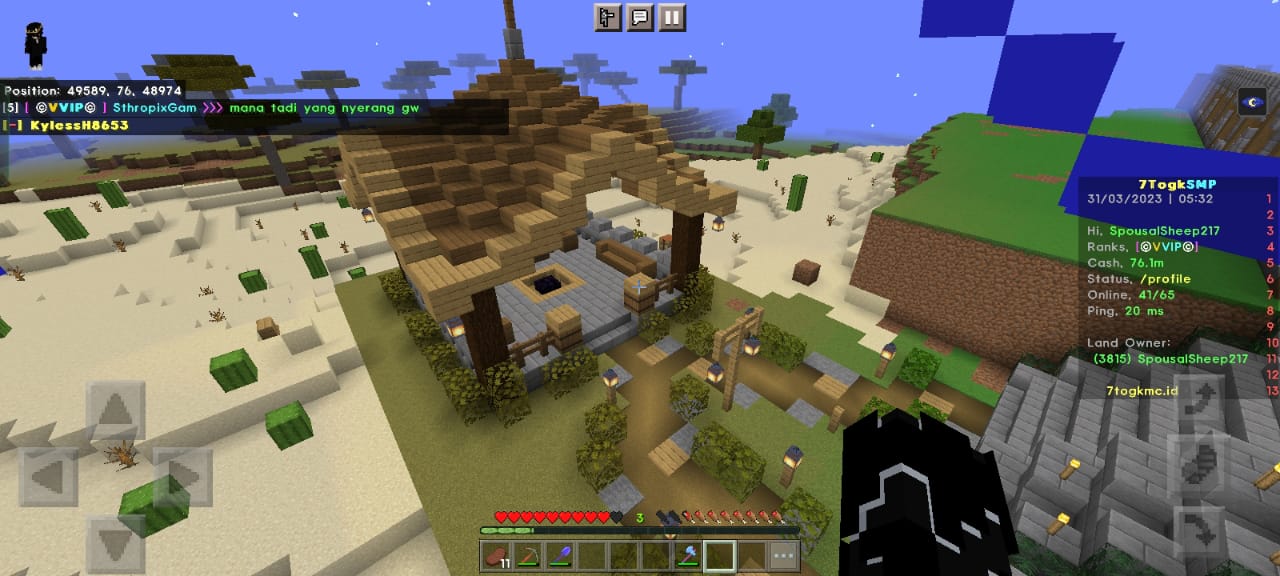 Position: 49589, 76, 48974
[5] [ ©VVIP© ] SthropixGam >>> mana tadi yang nyerang gw
[-] KylessH8653
7TogkSMP
31/03/2023 | 05:32 1
2
Hi, SpousalSheep217 3
Ranks, [©VVIP©] 4
Cash, 76.1m 5
Status, /profile 6
Online, 41/65 7
Ping, 20 ms 8
9
Land Owner: 10
(3815) SpousalSheep217 11
12
7togkmc.id 13
3
11